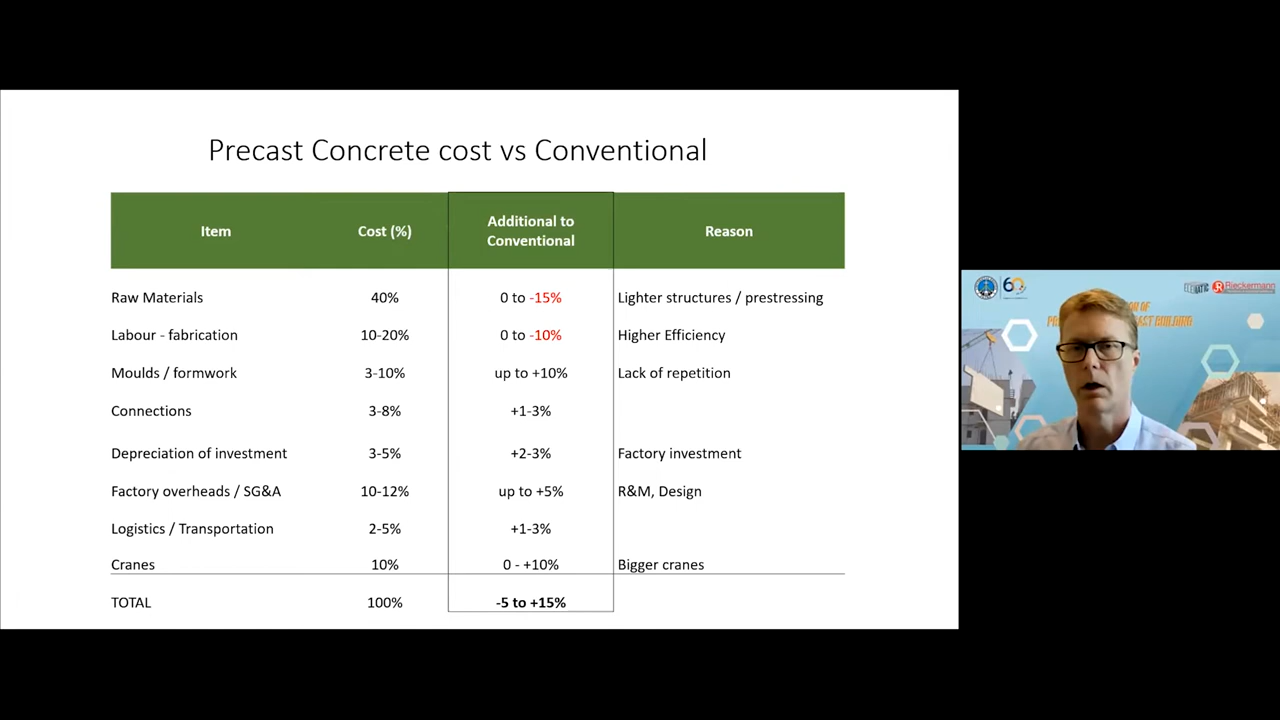 Precast Concrete cost vs Conventional
Item Cost (%) Additional to Conventional Reason
Raw Materials 40% 0 to -15% Lighter structures / prestressing
Labour - fabrication 10-20% 0 to -10% Higher Efficiency
Moulds / formwork 3-10% up to +10% Lack of repetition
Connections 3-8% +1-3%
Depreciation of investment 3-5% +2-3% Factory investment
Factory overheads / SG&A 10-12% up to +5% R&M, Design
Logistics / Transportation 2-5% +1-3%
Cranes 10% 0 - +10% Bigger cranes
TOTAL 100% -5 to +15%
60
Rieckermann
BUILDING